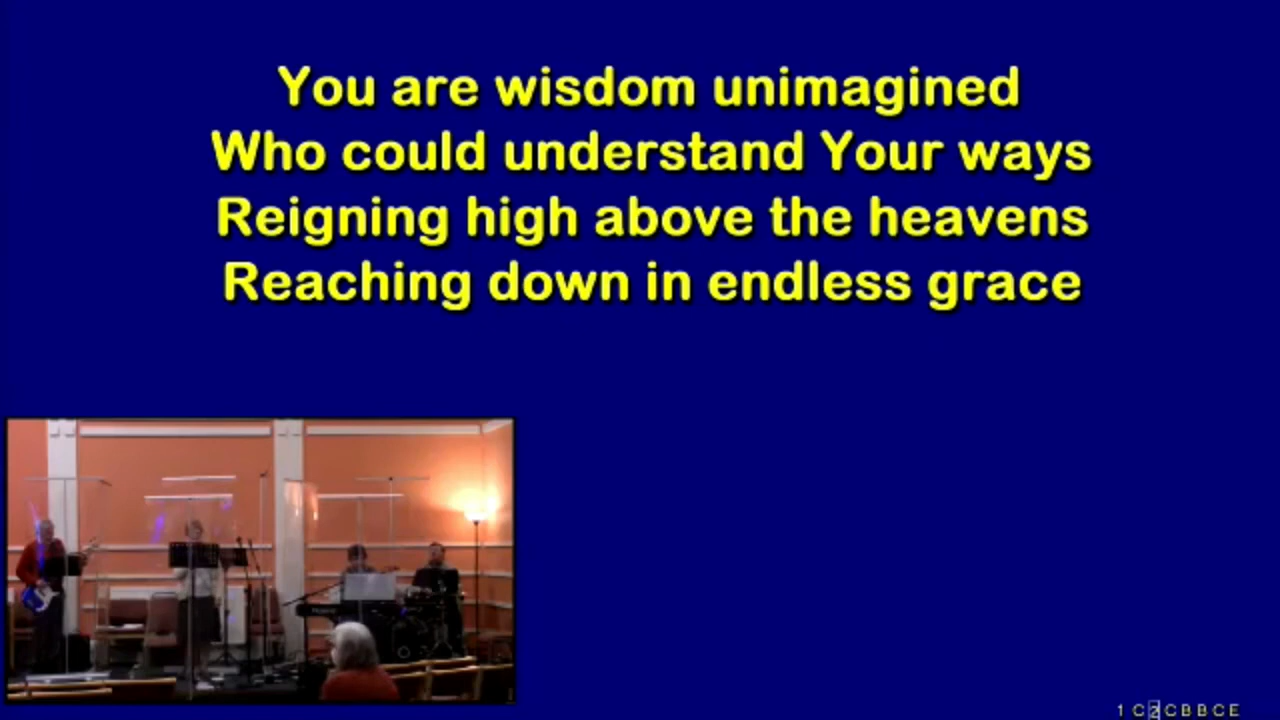 You are wisdom unimagined
Who could understand Your ways
Reigning high above the heavens
Reaching down in endless grace
1 C 2 C B B C E